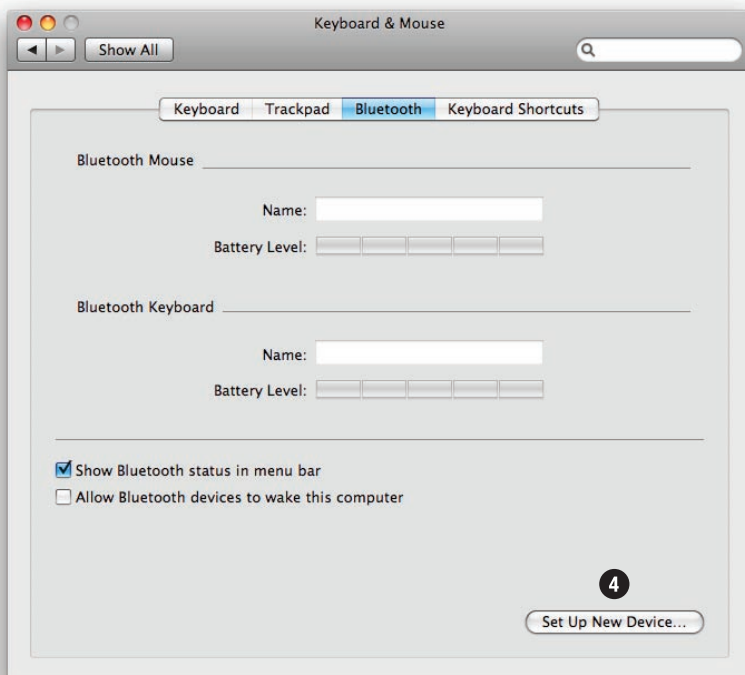 Keyboard & Mouse
Show All
Keyboard Trackpad Bluetooth Keyboard Shortcuts
Bluetooth Mouse
Name:
Battery Level:
Bluetooth Keyboard
Name:
Battery Level:
Show Bluetooth status in menu bar
Allow Bluetooth devices to wake this computer
4
Set Up New Device...